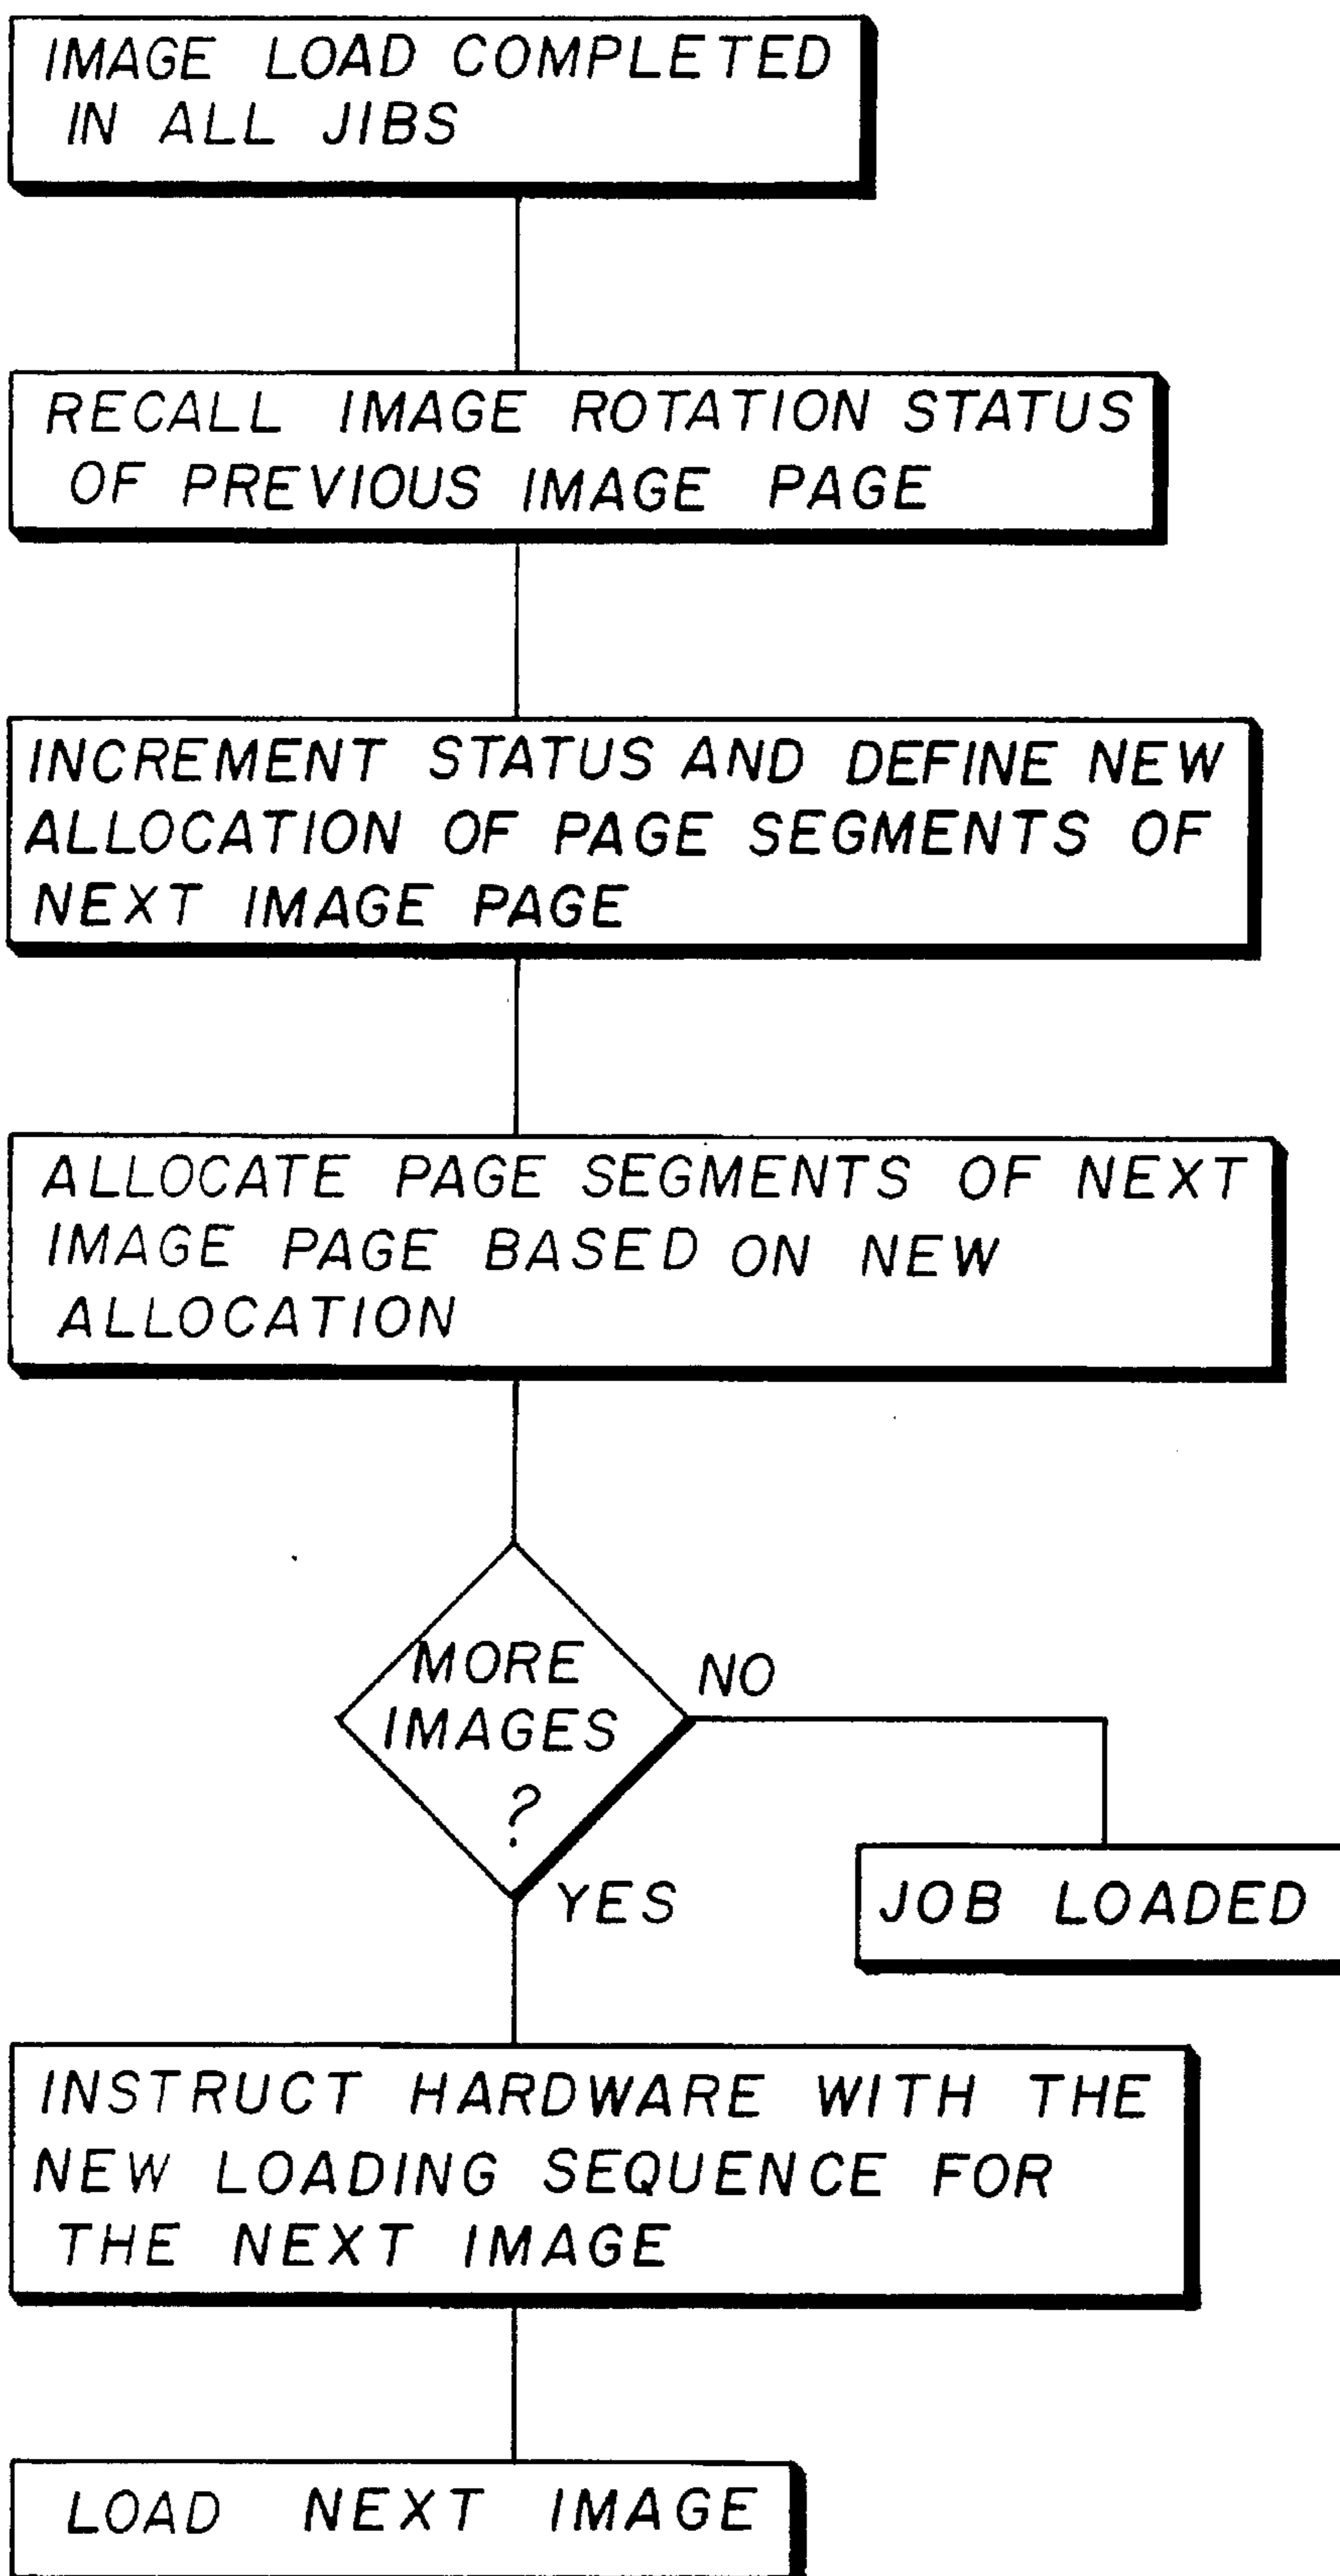 IMAGE LOAD COMPLETED
IN ALL JIBS
RECALL IMAGE ROTATION STATUS
OF PREVIOUS IMAGE PAGE
INCREMENT STATUS AND DEFINE NEW
ALLOCATION OF PAGE SEGMENTS OF
NEXT IMAGE PAGE
ALLOCATE PAGE SEGMENTS OF NEXT
IMAGE PAGE BASED ON NEW
ALLOCATION
MORE
IMAGES
?
NO
YES
JOB LOADED
INSTRUCT HARDWARE WITH THE
NEW LOADING SEQUENCE FOR
THE NEXT IMAGE
LOAD NEXT IMAGE